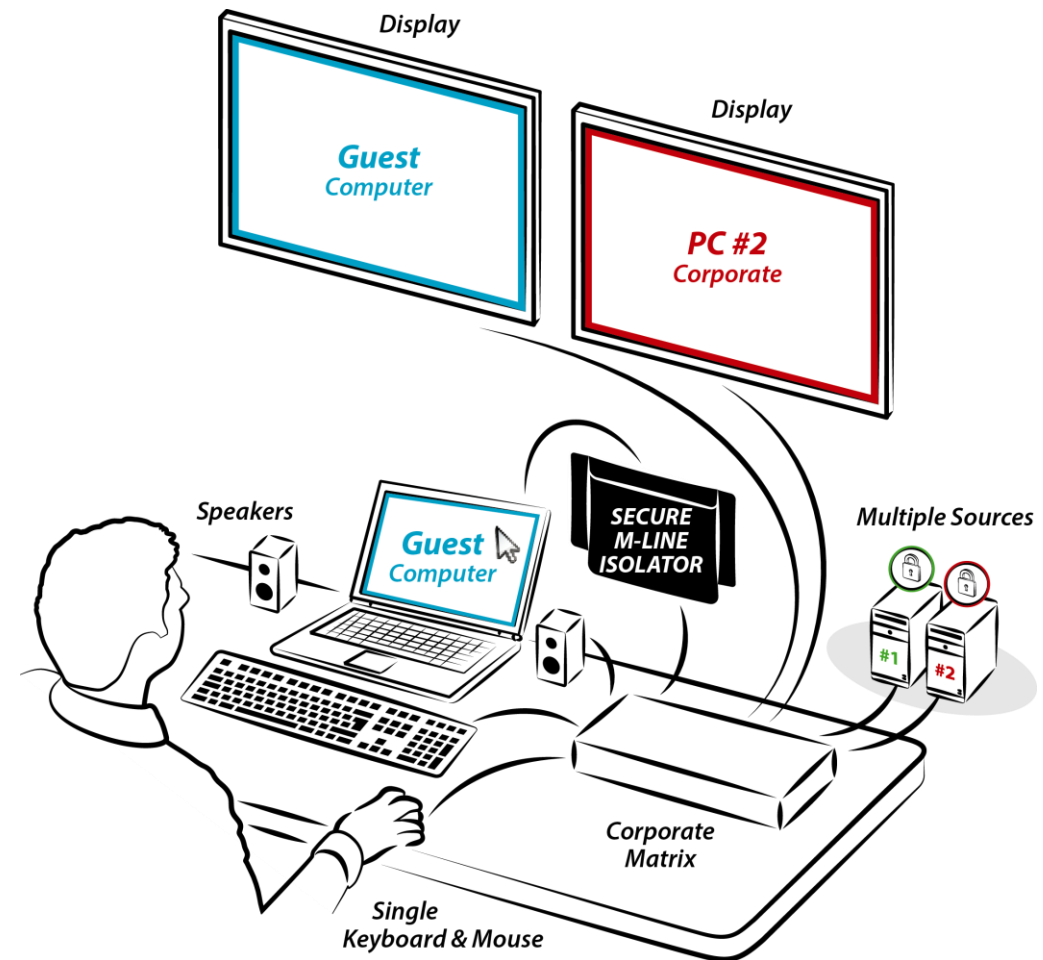 Display
Display
Guest
Computer
PC #2
Corporate
Speakers
Guest
Computer
SECURE
M-LINE
ISOLATOR
Multiple Sources
#1
#2
Corporate
Matrix
Single
Keyboard & Mouse